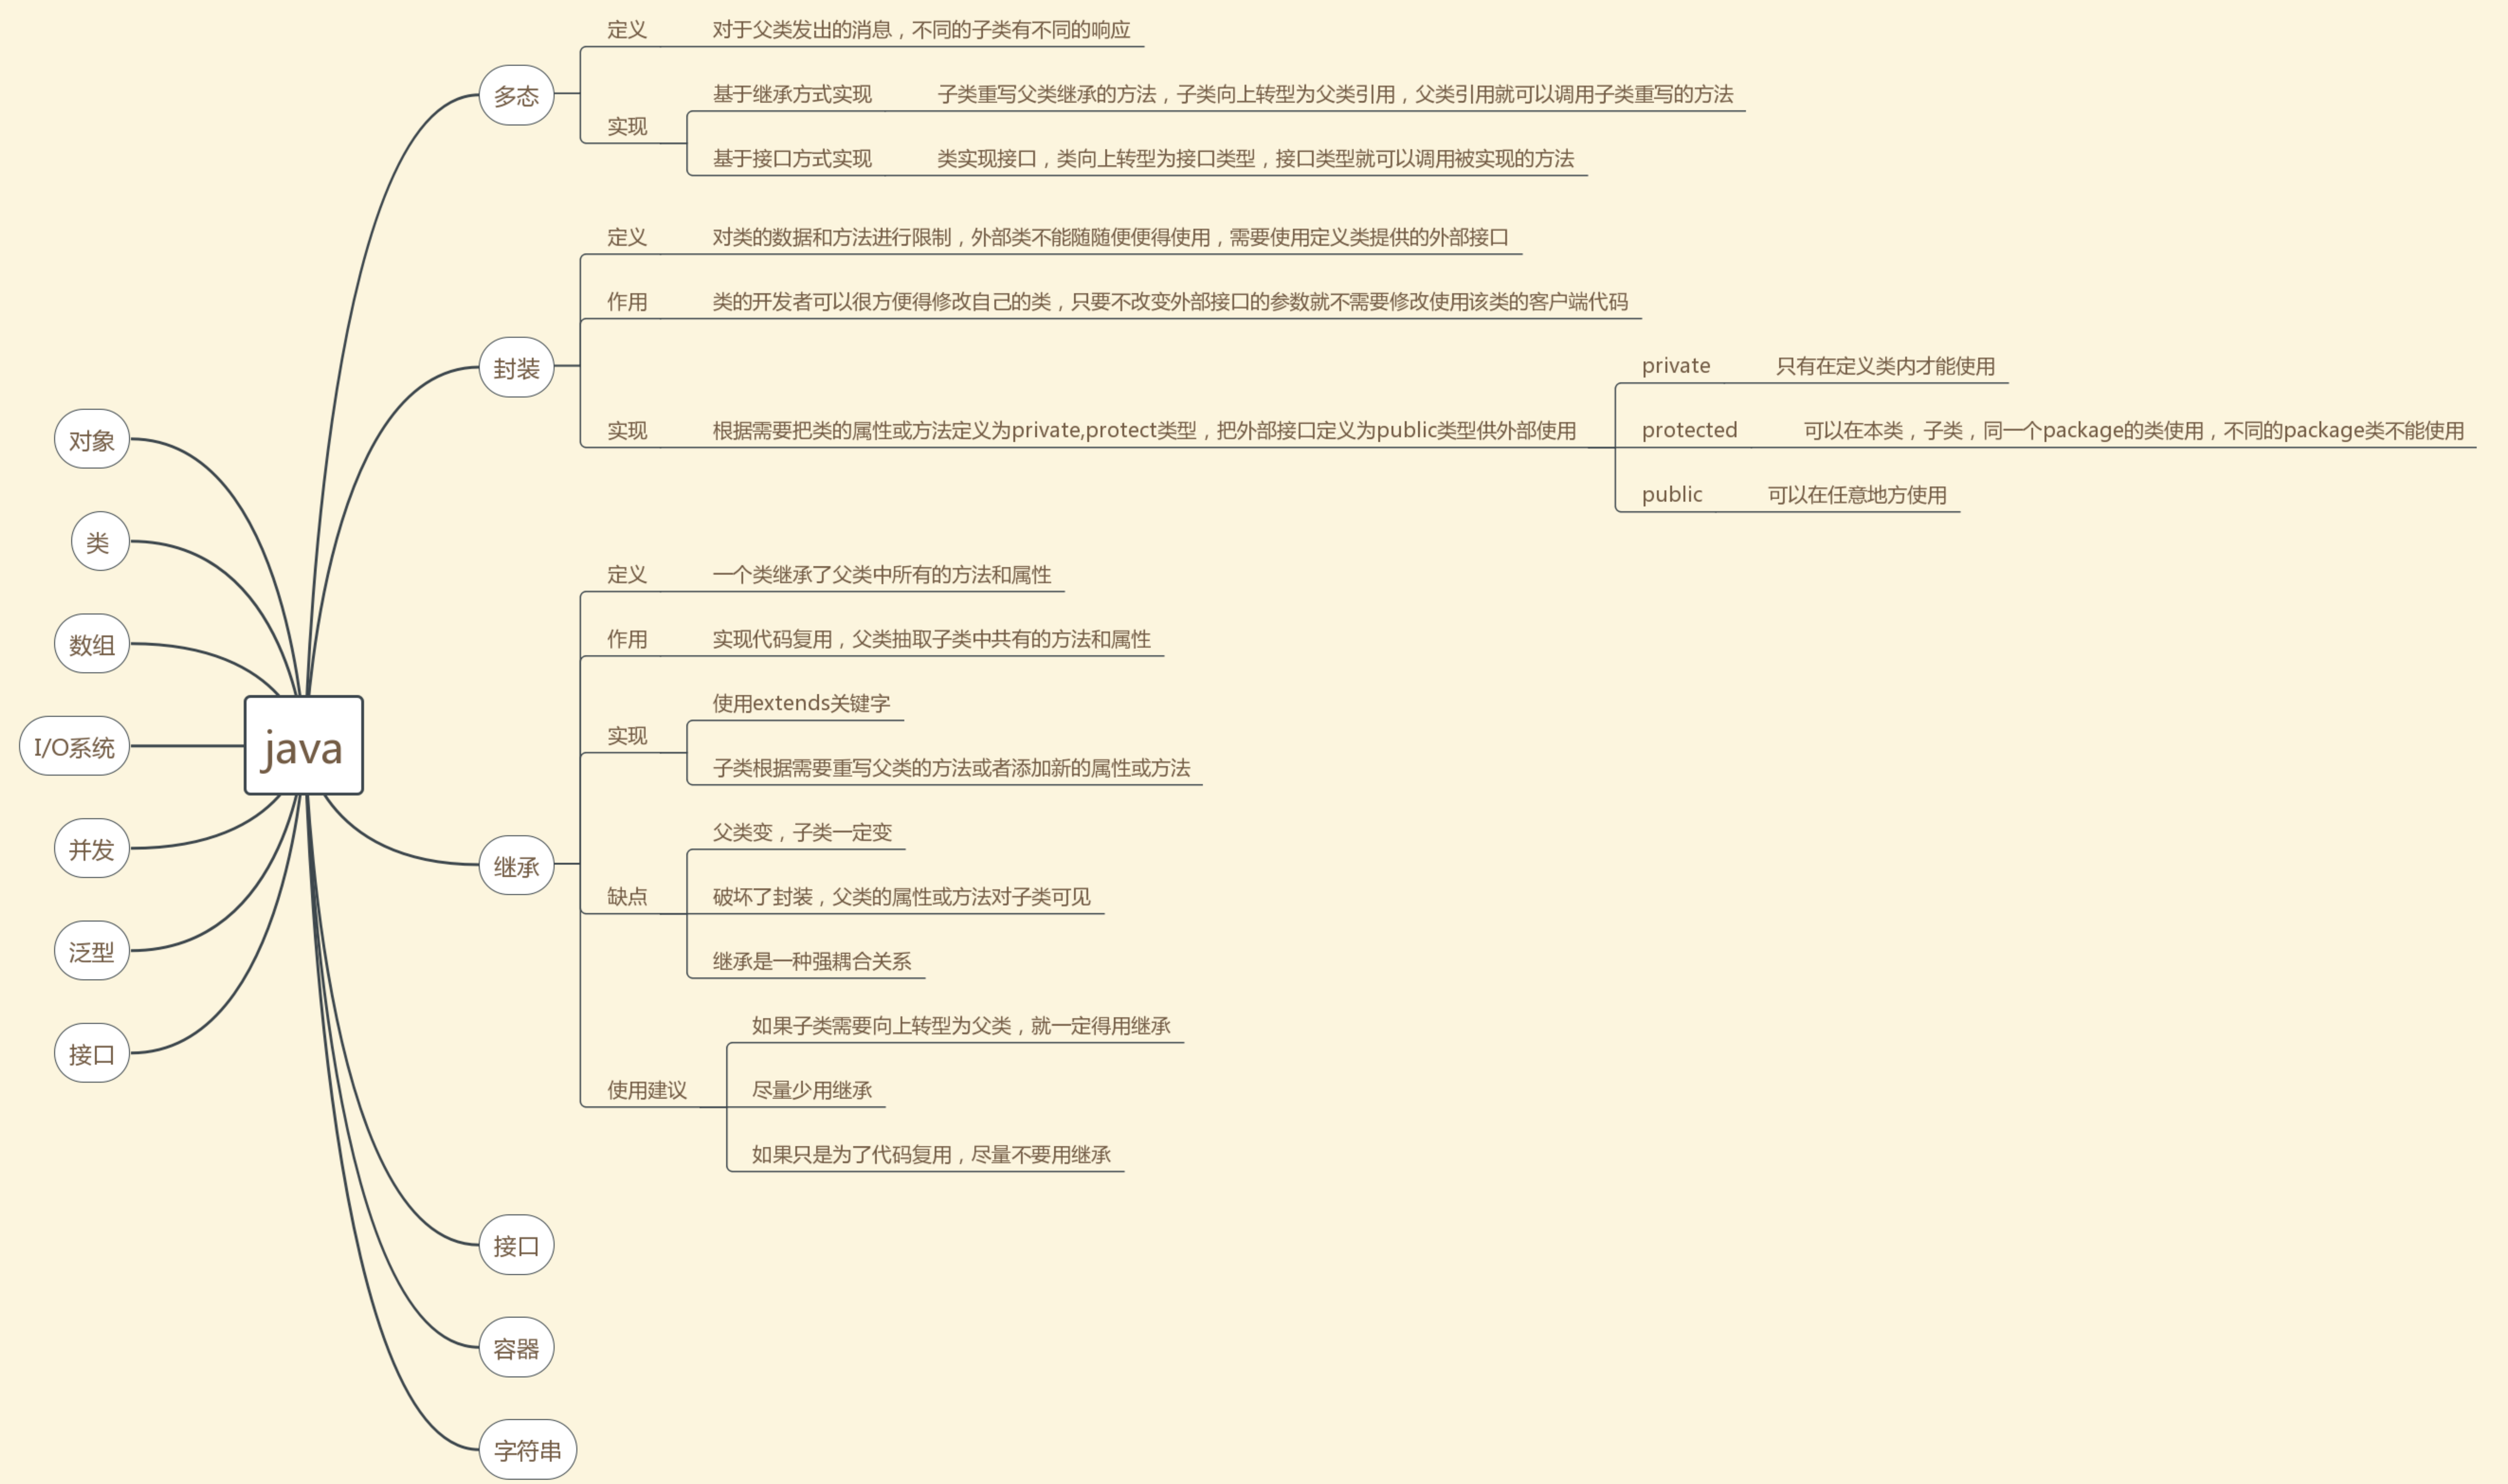 java
多态
定义
对于父类发出的消息，不同的子类有不同的响应
实现
基于继承方式实现
子类重写父类继承的方法，子类向上转型为父类引用，父类引用就可以调用子类重写的方法
基于接口方式实现
类实现接口，类向上转型为接口类型，接口类型就可以调用被实现的方法
封装
定义
对类的数据和方法进行限制，外部类不能随随便便得使用，需要使用定义类提供的外部接口
作用
类的开发者可以很方便得修改自己的类，只要不改变外部接口的参数就不需要修改使用该类的客户端代码
实现
根据需要把类的属性或方法定义为private,protect类型，把外部接口定义为public类型供外部使用
private
只有在定义类内才能使用
protected
可以在本类，子类，同一个package的类使用，不同的package类不能使用
public
可以在任意地方使用
继承
定义
一个类继承了父类中所有的方法和属性
作用
实现代码复用，父类抽取子类中共有的方法和属性
实现
使用extends关键字
子类根据需要重写父类的方法或者添加新的属性或方法
缺点
父类变，子类一定变
破坏了封装，父类的属性或方法对子类可见
继承是一种强耦合关系
使用建议
如果子类需要向上转型为父类，就一定得用继承
尽量少用继承
如果只是为了代码复用，尽量不要用继承
接口
容器
字符串
对象
类
数组
I/O系统
并发
泛型
接口